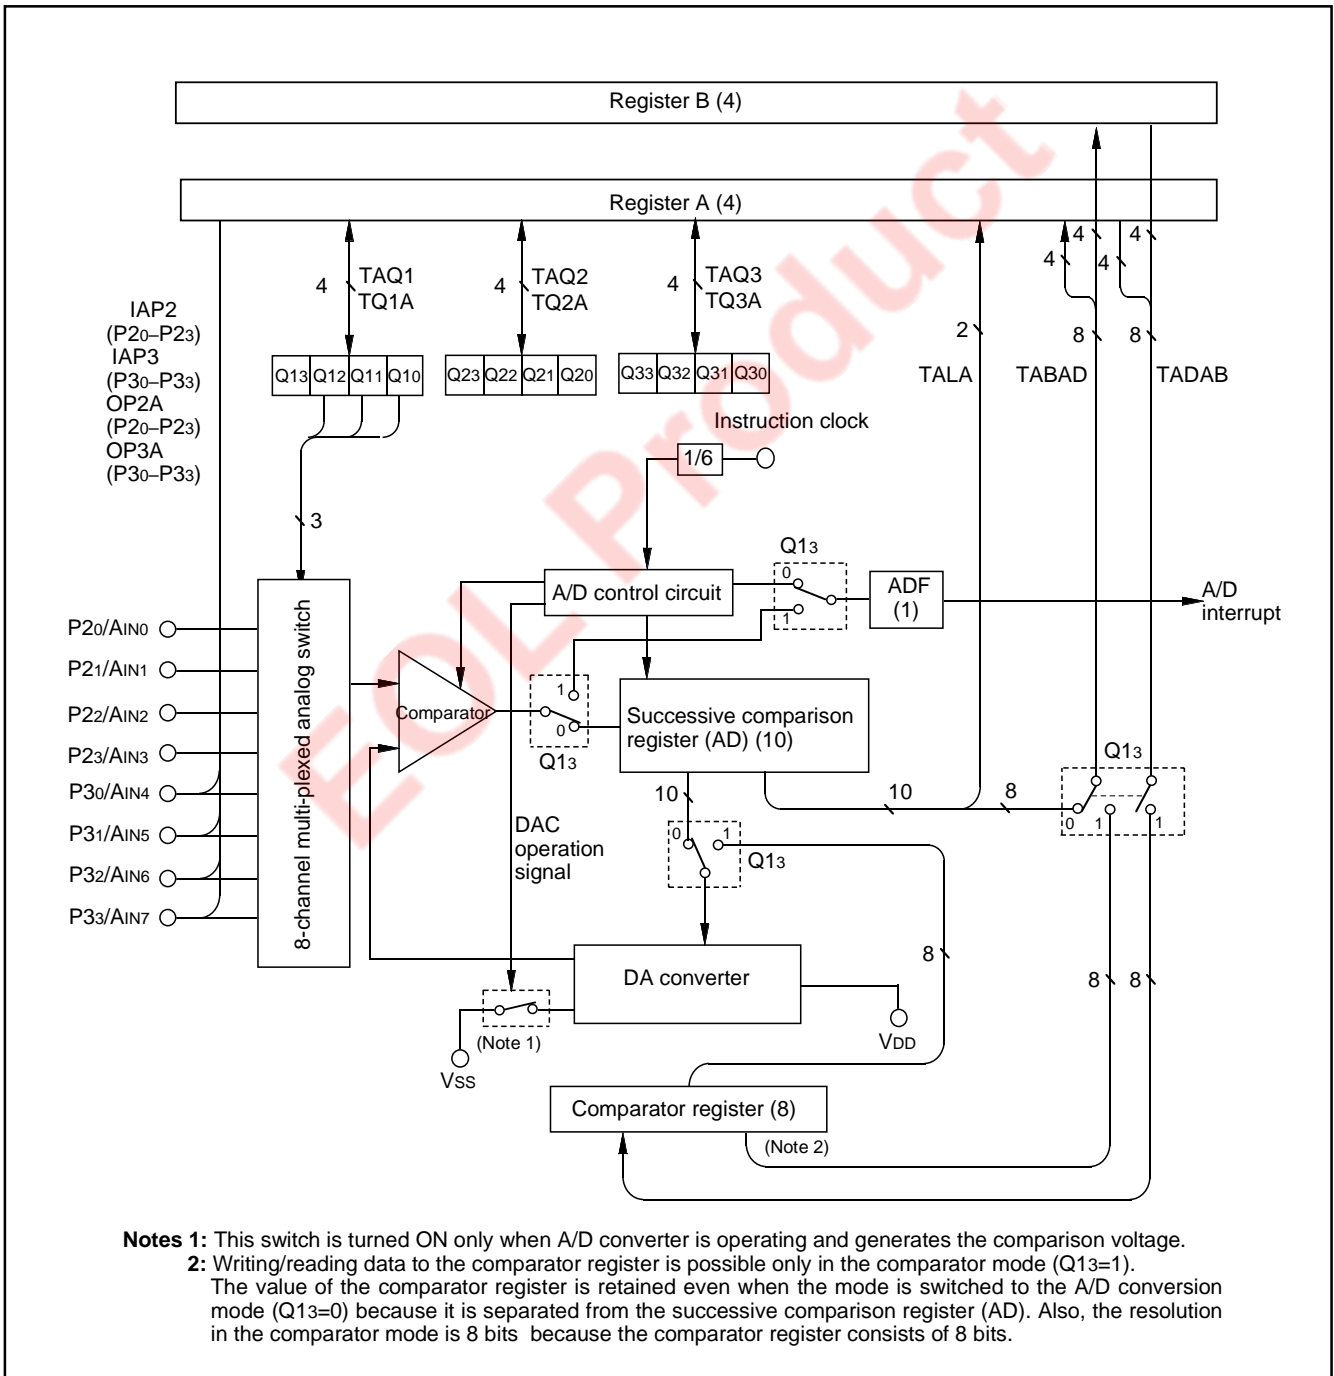 Register B (4)
Register A (4)
4
TAQ1
TQ1A
4
TAQ2
TQ2A
4
TAQ3
TQ3A
4
4
4
4
2
8
8
TALA
TABAD
TADAB
IAP2
(P20–P23)
IAP3
(P30–P33)
OP2A
(P20–P23)
OP3A
(P30–P33)
Q13 Q12 Q11 Q10
Q23 Q22 Q21 Q20
Q33 Q32 Q31 Q30
Instruction clock
1/6
3
8-channel multi-plexed analog switch
P20/AIN0
P21/AIN1
P22/AIN2
P23/AIN3
P30/AIN4
P31/AIN5
P32/AIN6
P33/AIN7
A/D control circuit
Q13
0
1
ADF
(1)
A/D
interrupt
Comparator
1
0
Q13
Successive comparison
register (AD) (10)
10
10
8
Q13
0
1
1
DAC
operation
signal
0
1
Q13
DA converter
8
8
8
(Note 1)
VSS
VDD
Comparator register (8)
(Note 2)
EOL Product
Notes 1: This switch is turned ON only when A/D converter is operating and generates the comparison voltage.
2: Writing/reading data to the comparator register is possible only in the comparator mode (Q13=1).
The value of the comparator register is retained even when the mode is switched to the A/D conversion
mode (Q13=0) because it is separated from the successive comparison register (AD). Also, the resolution
in the comparator mode is 8 bits because the comparator register consists of 8 bits.